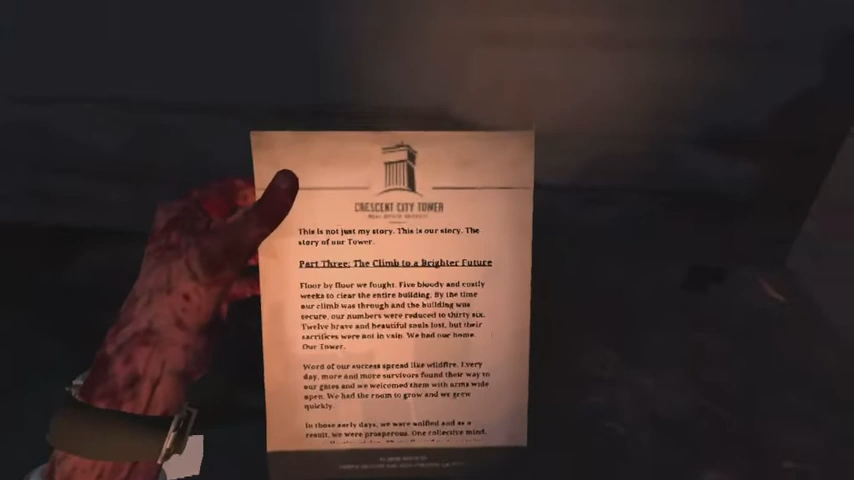 CRESCENT CITY TOWER
This is not just my story. This is our story. The
story of our Tower.
Part Three: The Climb to a Brighter Future
Floor by floor we fought. Five bloody and costly
weeks to clear the entire building. By the time
our climb was through and the building was
secure, our numbers were reduced to thirty six.
Twelve brave and beautiful souls lost, but their
sacrifices were not in vain. We had our home.
Our Tower.
Word of our success spread like wildfire. Every
day, more and more survivors found their way to
our gates and we welcomed them with arms wide
open. We had the room to grow and we grew
quickly.
In those early days, we were unified and as a
result, we were prosperous. One collective mind,